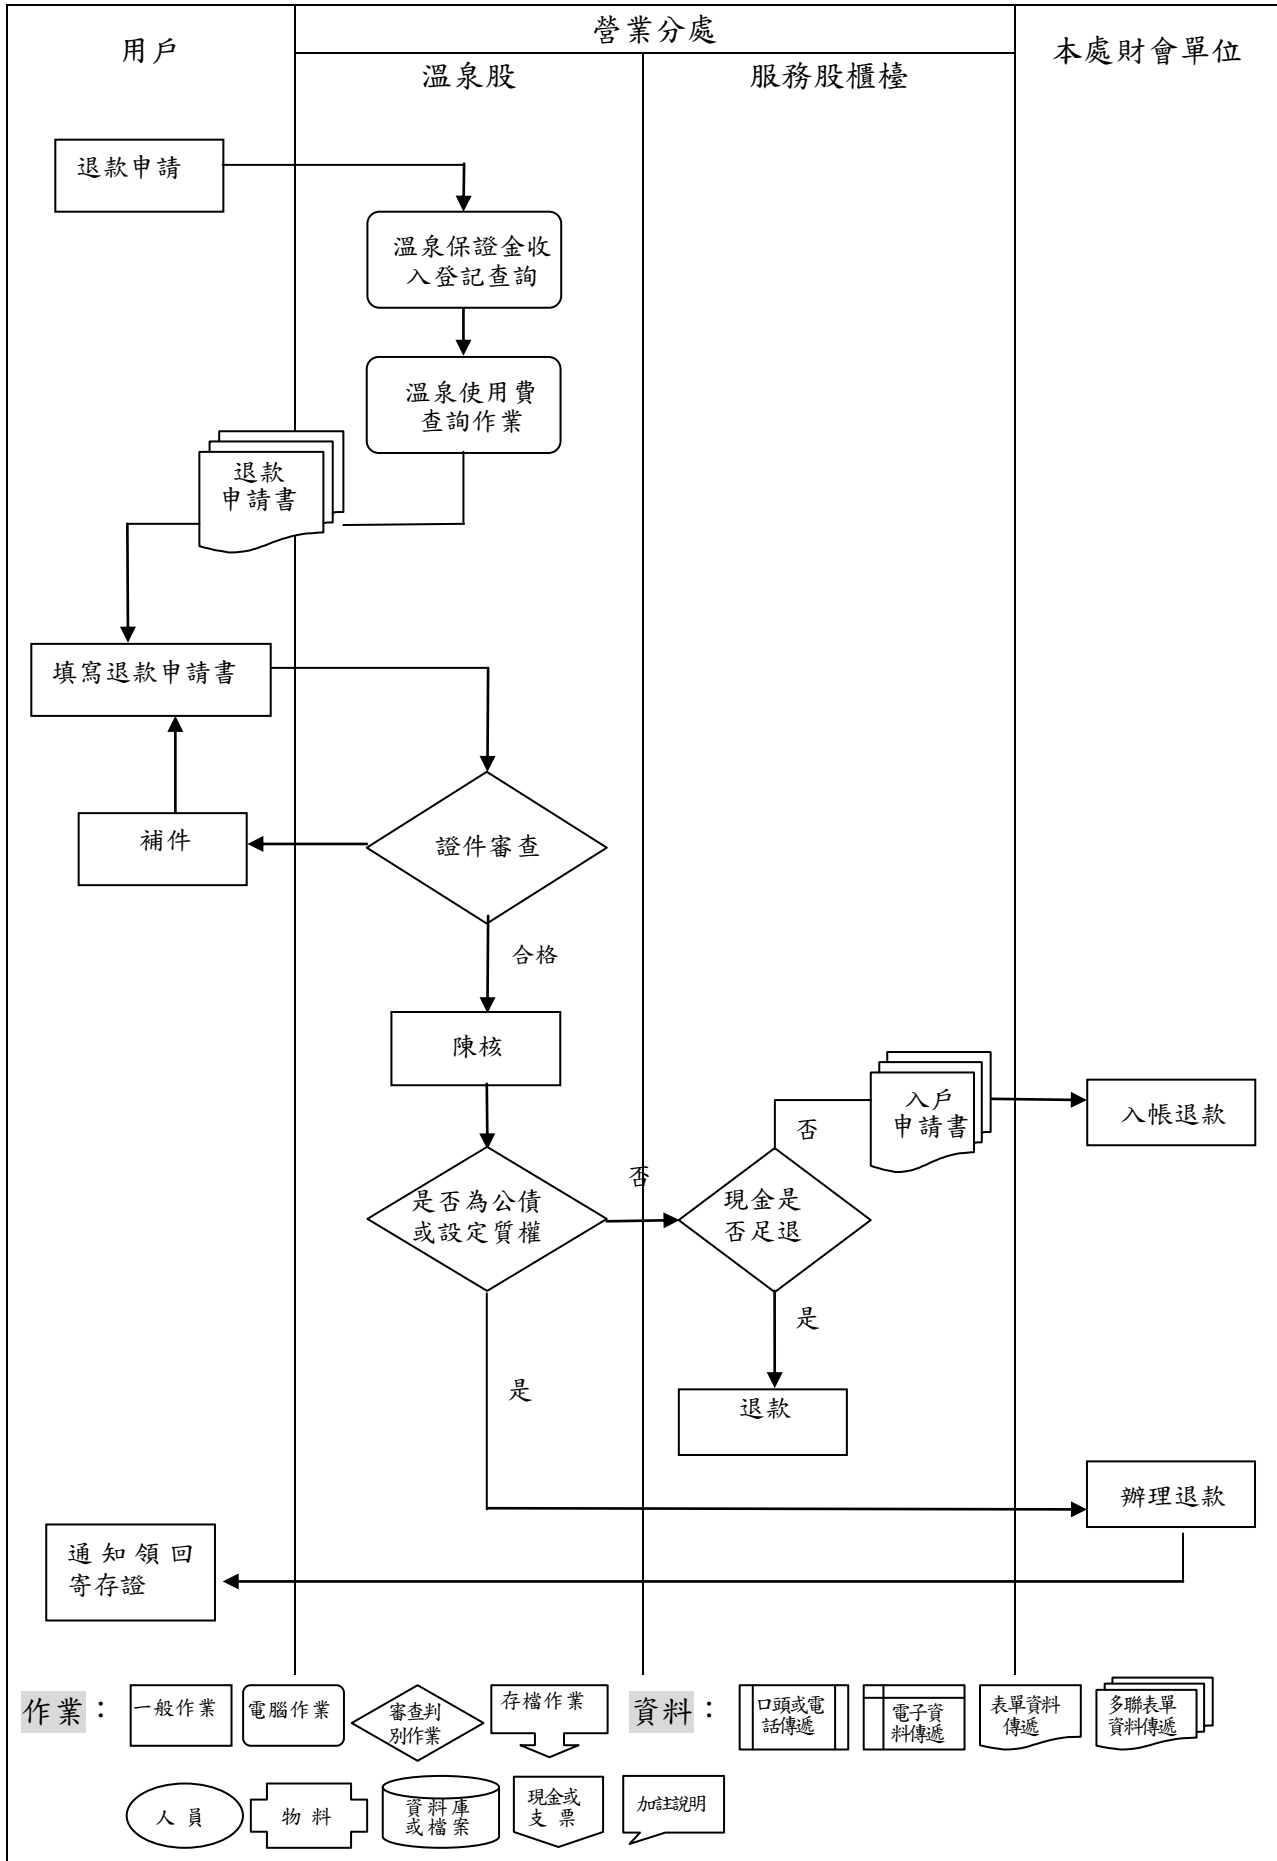 用戶
營業分處
本處財會單位
溫泉股
服務股櫃檯
退款申請
溫泉保證金收
入登記查詢
溫泉使用費
查詢作業
退款
申請書
填寫退款申請書
補件
證件審查
合格
陳核
入戶
申請書
入帳退款
否
否
是否為公債
或設定質權
現金是
否足退
是
是
退款
辦理退款
通知領回
寄存證
作業：
一般作業
電腦作業
審查判
別作業
存檔作業
資料：
口頭或電
話傳遞
電子資
料傳遞
表單資料
傳遞
多聯表單
資料傳遞
人員
物料
資料庫
或檔案
現金或
支票
加註說明